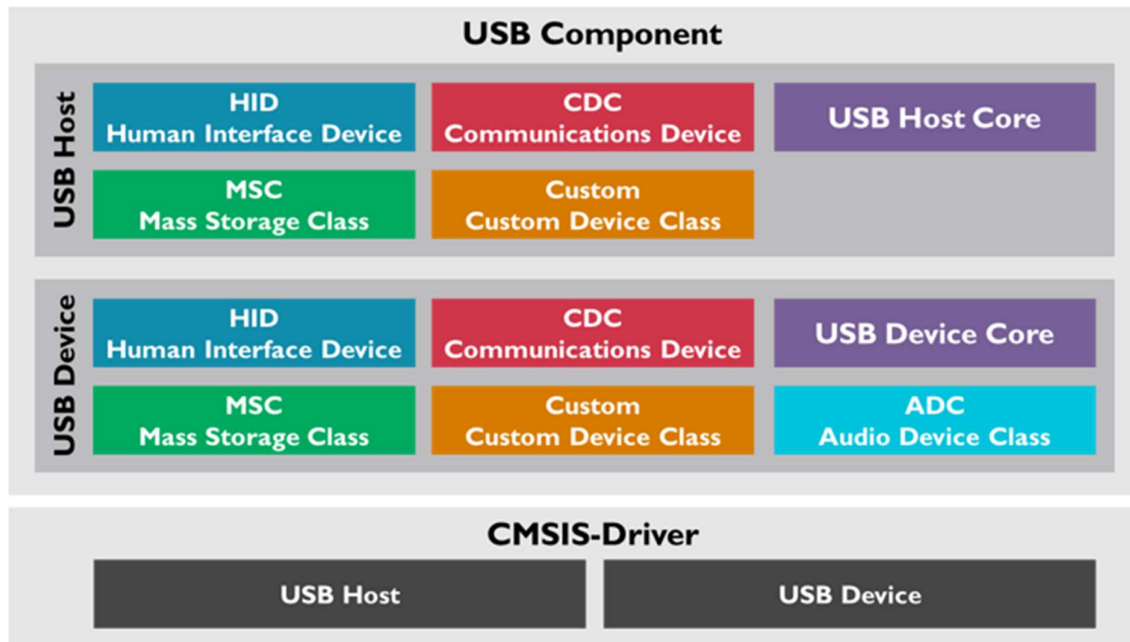 USB Component
USB Host
HID
Human Interface Device
CDC
Communications Device
USB Host Core
MSC
Mass Storage Class
Custom
Custom Device Class
USB Device
HID
Human Interface Device
CDC
Communications Device
USB Device Core
MSC
Mass Storage Class
Custom
Custom Device Class
ADC
Audio Device Class
CMSIS-Driver
USB Host
USB Device